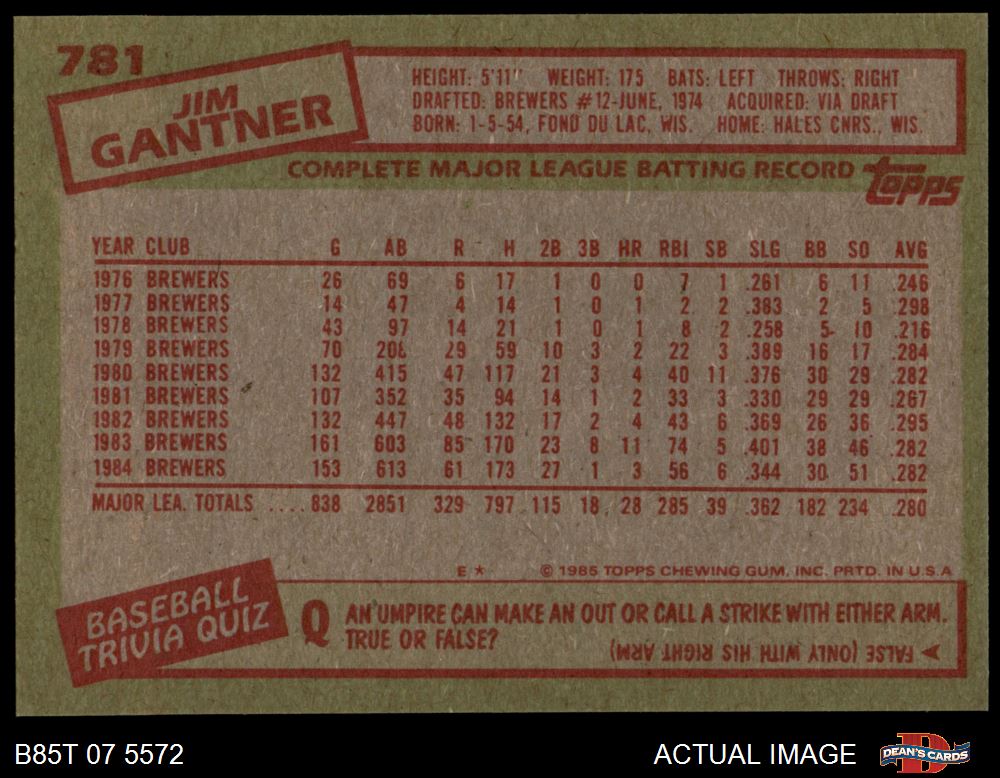 781
JIM
GANTNER
HEIGHT: 5'11" WEIGHT: 175 BATS: LEFT THROWS: RIGHT
DRAFTED: BREWERS #12-JUNE, 1974 ACQUIRED: VIA DRAFT
BORN: 1-5-54, FOND DU LAC, WIS. HOME: HALES CNRS., WIS.
COMPLETE MAJOR LEAGUE BATTING RECORD topps
YEAR CLUB G AB R H 2B 3B HR RBI SB SLG BB SO AVG
1976 BREWERS 26 69 6 17 1 0 0 7 1 .261 6 11 .246
1977 BREWERS 14 47 4 14 1 0 1 2 2 .383 2 5 .298
1978 BREWERS 43 97 14 21 1 0 1 8 2 .258 5 10 .216
1979 BREWERS 70 208 29 59 10 3 2 22 3 .389 16 17 .284
1980 BREWERS 132 415 47 117 21 3 4 40 11 .376 30 29 .282
1981 BREWERS 107 352 35 94 14 1 2 33 3 .330 29 29 .267
1982 BREWERS 132 447 48 132 17 2 4 43 6 .369 26 36 .295
1983 BREWERS 161 603 85 170 23 8 11 74 5 .401 38 46 .282
1984 BREWERS 153 613 61 173 27 1 3 56 6 .344 30 51 .282
MAJOR LEA. TOTALS .... 838 2851 329 797 115 18 28 285 39 .362 182 234 .280
E ★ © 1985 TOPPS CHEWING GUM, INC. PRTD. IN U.S.A
BASEBALL
TRIVIA QUIZ
Q AN UMPIRE CAN MAKE AN OUT OR CALL A STRIKE WITH EITHER ARM.
TRUE OR FALSE?
➤ FALSE (ONLY WITH HIS RIGHT ARM)
B85T 07 5572
ACTUAL IMAGE
D
DEAN'S CARDS